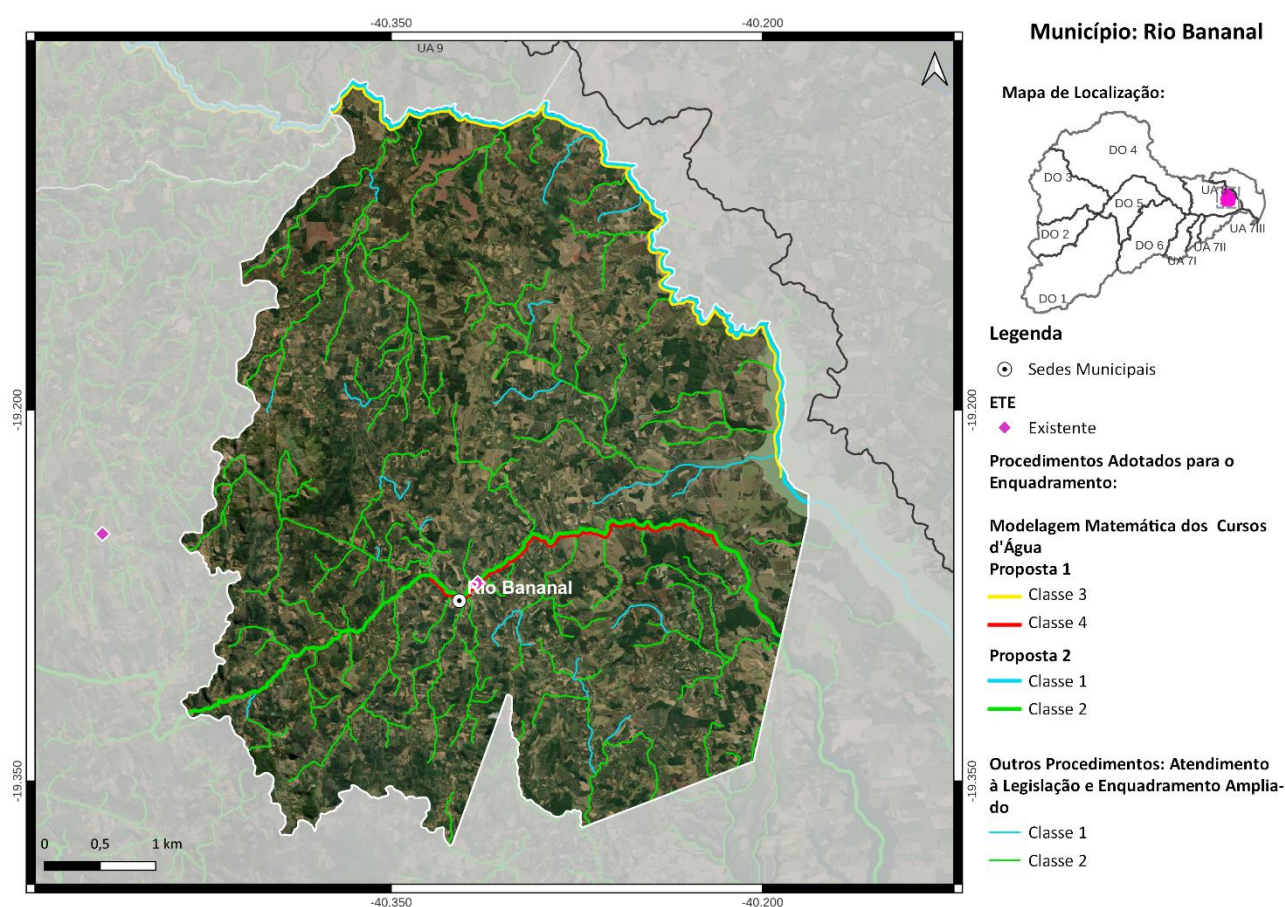 Município: Rio Bananal
-40.350
-40.200
UA 9
-19.200
-19.200
Rio Bananal
-19.350
-19.350
0 0,5 1 km
-40.350
-40.200
Mapa de Localização:
DO 4
DO 3
DO 5
DO 2
DO 6
UA 7III
UA 7II
UA 7I
DO 1
Legenda
Sedes Municipais
ETE
Existente
Procedimentos Adotados para o
Enquadramento:
Modelagem Matemática dos Cursos
d'Água
Proposta 1
Classe 3
Classe 4
Proposta 2
Classe 1
Classe 2
Outros Procedimentos: Atendimento
à Legislação e Enquadramento Amplia-
do
Classe 1
Classe 2